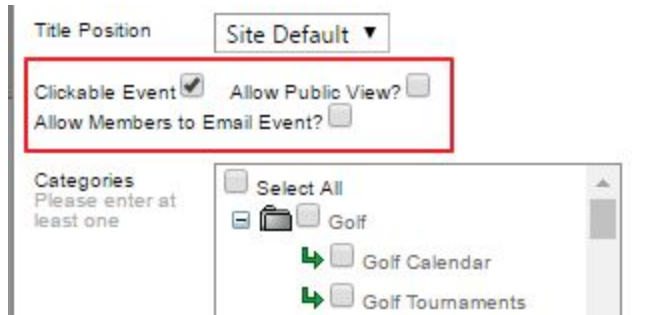 Title Position Site Default ▼
Clickable Event Allow Public View?
Allow Members to Email Event?
Categories
Please enter at
least one
Select All
Golf
Golf Calendar
Golf Tournaments